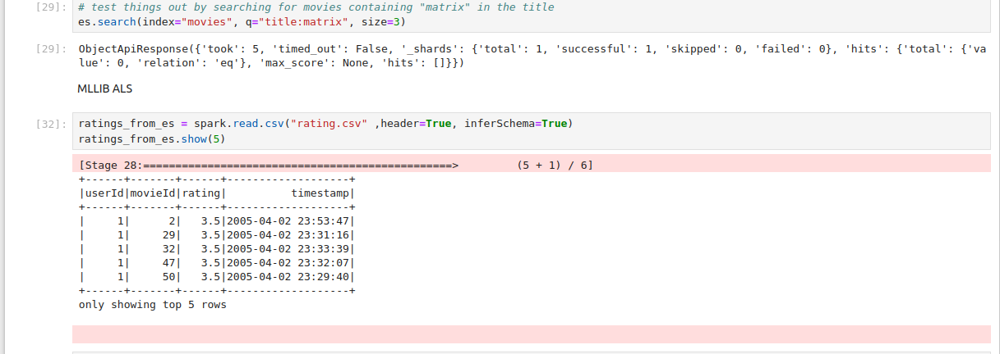 [29]: # test things out by searching for movies containing "matrix" in the title
es.search(index="movies", q="title:matrix", size=3)
[29]: ObjectApiResponse({'took': 5, 'timed_out': False, '_shards': {'total': 1, 'successful': 1, 'skipped': 0, 'failed': 0}, 'hits': {'total': {'va
lue': 0, 'relation': 'eq'}, 'max_score': None, 'hits': []}})
MLLIB ALS
[32]: ratings_from_es = spark.read.csv("rating.csv" ,header=True, inferSchema=True)
ratings_from_es.show(5)
[Stage 28:================================================> (5 + 1) / 6]
+------+-------+------+-------------------+
|userId|movieId|rating|          timestamp|
+------+-------+------+-------------------+
|     1|      2|   3.5|2005-04-02 23:53:47|
|     1|     29|   3.5|2005-04-02 23:31:16|
|     1|     32|   3.5|2005-04-02 23:33:39|
|     1|     47|   3.5|2005-04-02 23:32:07|
|     1|     50|   3.5|2005-04-02 23:29:40|
+------+-------+------+-------------------+
only showing top 5 rows